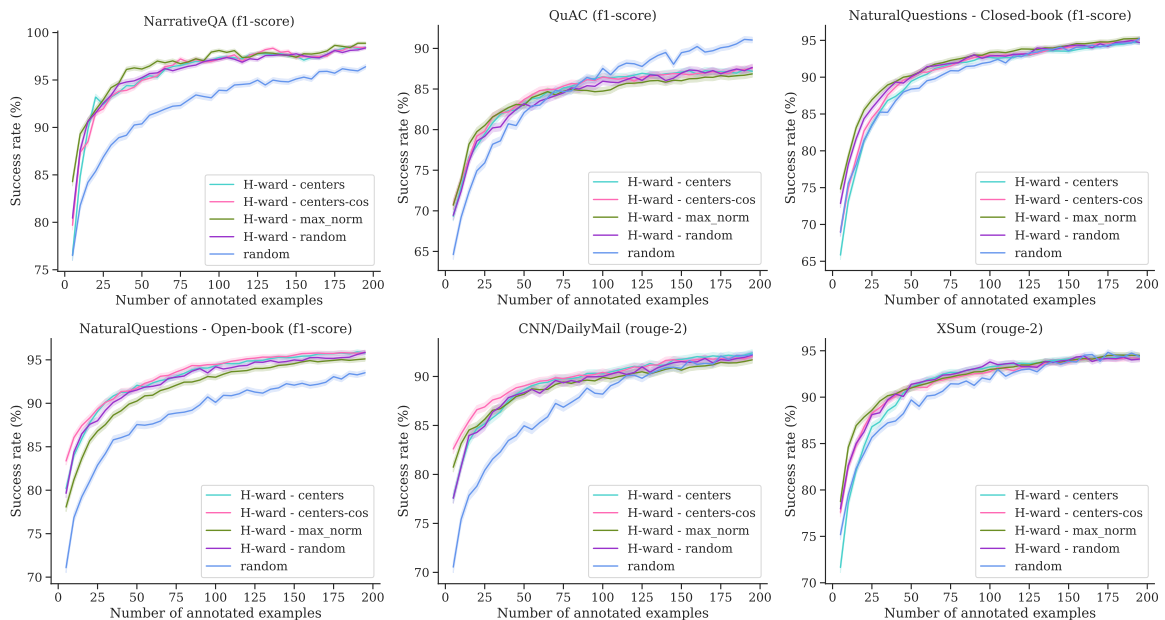 NarrativeQA (f1-score)
100
95
90
85
80
75
Success rate (%)
0 25 50 75 100 125 150 175 200
Number of annotated examples
H-ward - centers
H-ward - centers-cos
H-ward - max_norm
H-ward - random
random
QuAC (f1-score)
90
85
80
75
70
65
Success rate (%)
0 25 50 75 100 125 150 175 200
Number of annotated examples
H-ward - centers
H-ward - centers-cos
H-ward - max_norm
H-ward - random
random
NaturalQuestions - Closed-book (f1-score)
95
90
85
80
75
70
65
Success rate (%)
0 25 50 75 100 125 150 175 200
Number of annotated examples
H-ward - centers
H-ward - centers-cos
H-ward - max_norm
H-ward - random
random
NaturalQuestions - Open-book (f1-score)
95
90
85
80
75
70
Success rate (%)
0 25 50 75 100 125 150 175 200
Number of annotated examples
H-ward - centers
H-ward - centers-cos
H-ward - max_norm
H-ward - random
random
CNN/DailyMail (rouge-2)
90
85
80
75
70
Success rate (%)
0 25 50 75 100 125 150 175 200
Number of annotated examples
H-ward - centers
H-ward - centers-cos
H-ward - max_norm
H-ward - random
random
XSum (rouge-2)
95
90
85
80
75
70
Success rate (%)
0 25 50 75 100 125 150 175 200
Number of annotated examples
H-ward - centers
H-ward - centers-cos
H-ward - max_norm
H-ward - random
random